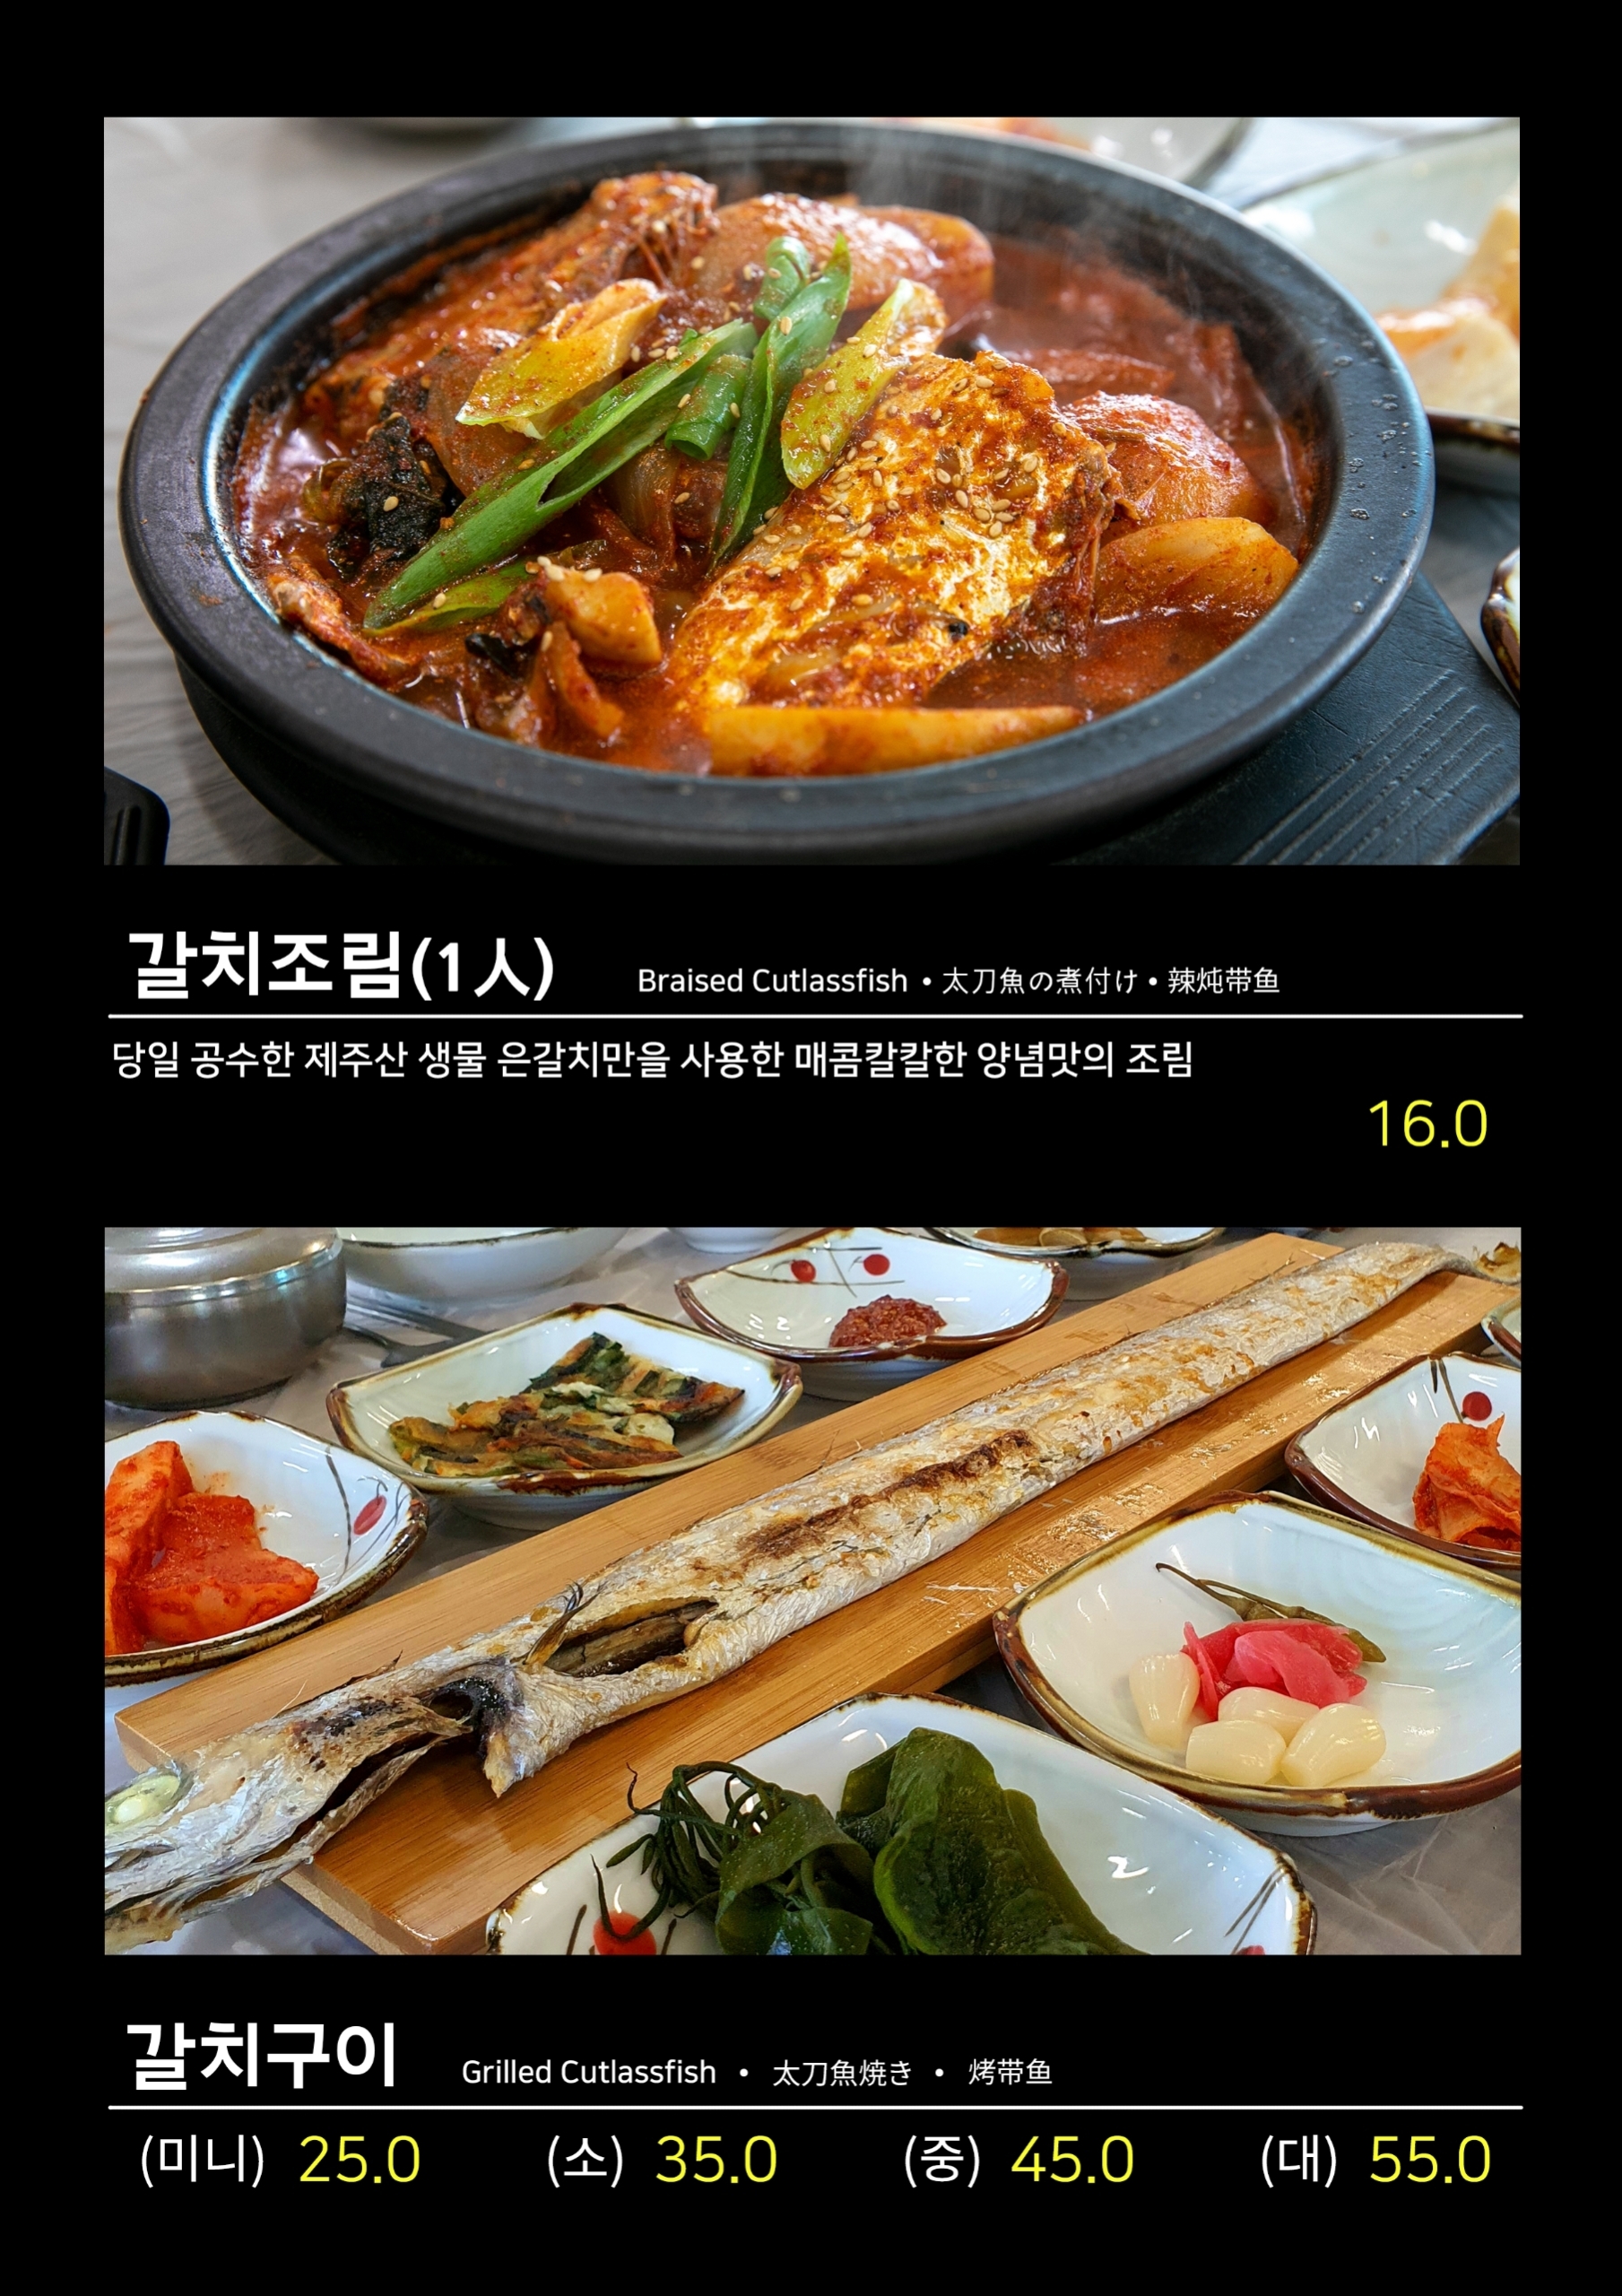 갈치조림(1人) Braised Cutlassfish • 太刀魚の煮付け • 辣炖带鱼
당일 공수한 제주산 생물 은갈치만을 사용한 매콤칼칼한 양념맛의 조림
16.0
갈치구이 Grilled Cutlassfish • 太刀魚焼き • 烤带鱼
(미니) 25.0 (소) 35.0 (중) 45.0 (대) 55.0